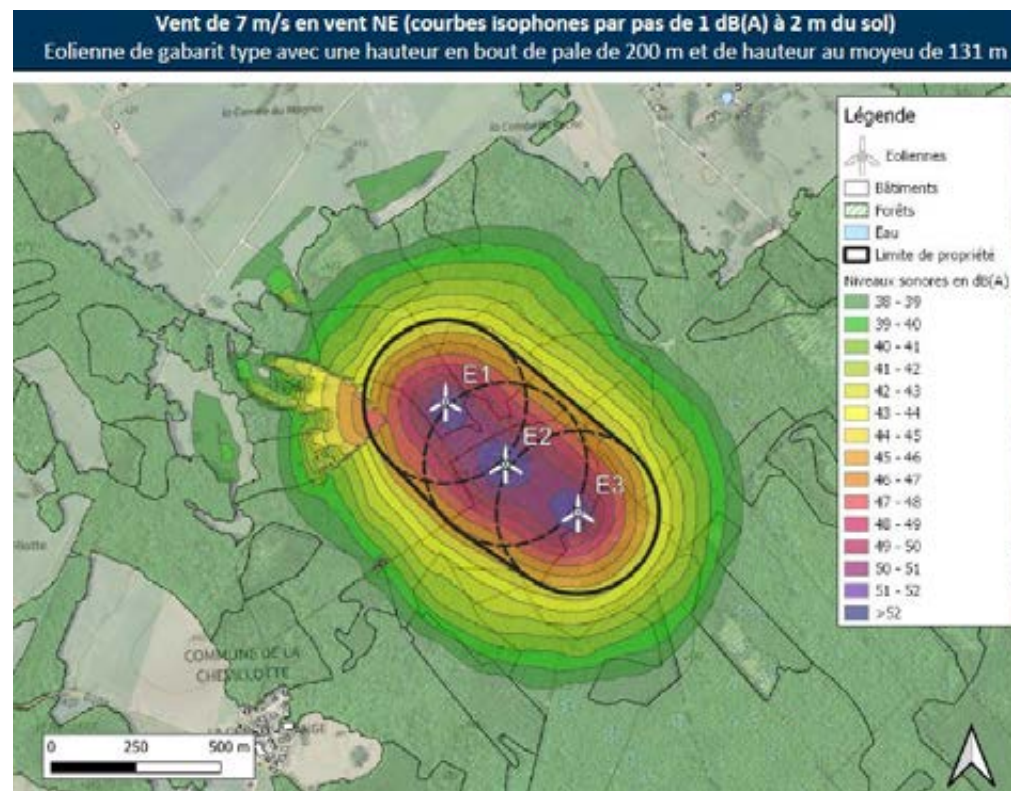 Vent de 7 m/s en vent NE (courbes isophones par pas de 1 dB(A) à 2 m du sol)
Eolienne de gabarit type avec une hauteur en bout de pale de 200 m et de hauteur au moyeu de 131 m
Légende
Eoliennes
Bâtiments
Forêts
Eau
Limite de propriété
Niveaux sonores en dB(A)
38 - 39
39 - 40
40 - 41
41 - 42
42 - 43
43 - 44
44 - 45
45 - 46
46 - 47
47 - 48
48 - 49
49 - 50
50 - 51
51 - 52
>52
E1
E2
E3
COMMUNE DE LA
CHEVILLOTTE
0 250 500 m